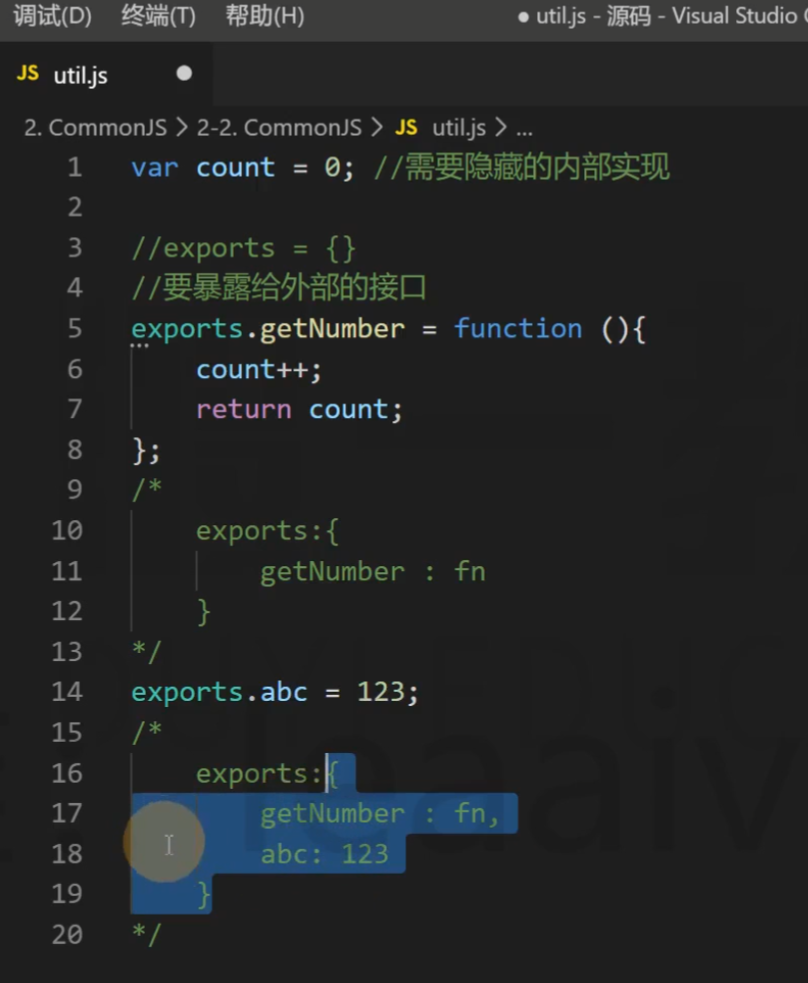 调试(D) 终端(T) 帮助(H) ● util.js - 源码 - Visual Studio
JS util.js ●
2. CommonJS > 2-2. CommonJS > JS util.js > ...
1 var count = 0; //需要隐藏的内部实现
2
3 //exports = {}
4 //要暴露给外部的接口
5 exports.getNumber = function (){
6 count++;
7 return count;
8 };
9 /*
10 exports:{
11 getNumber : fn
12 }
13 */
14 exports.abc = 123;
15 /*
16 exports:{
17 getNumber : fn,
18 abc: 123
19 }
20 */